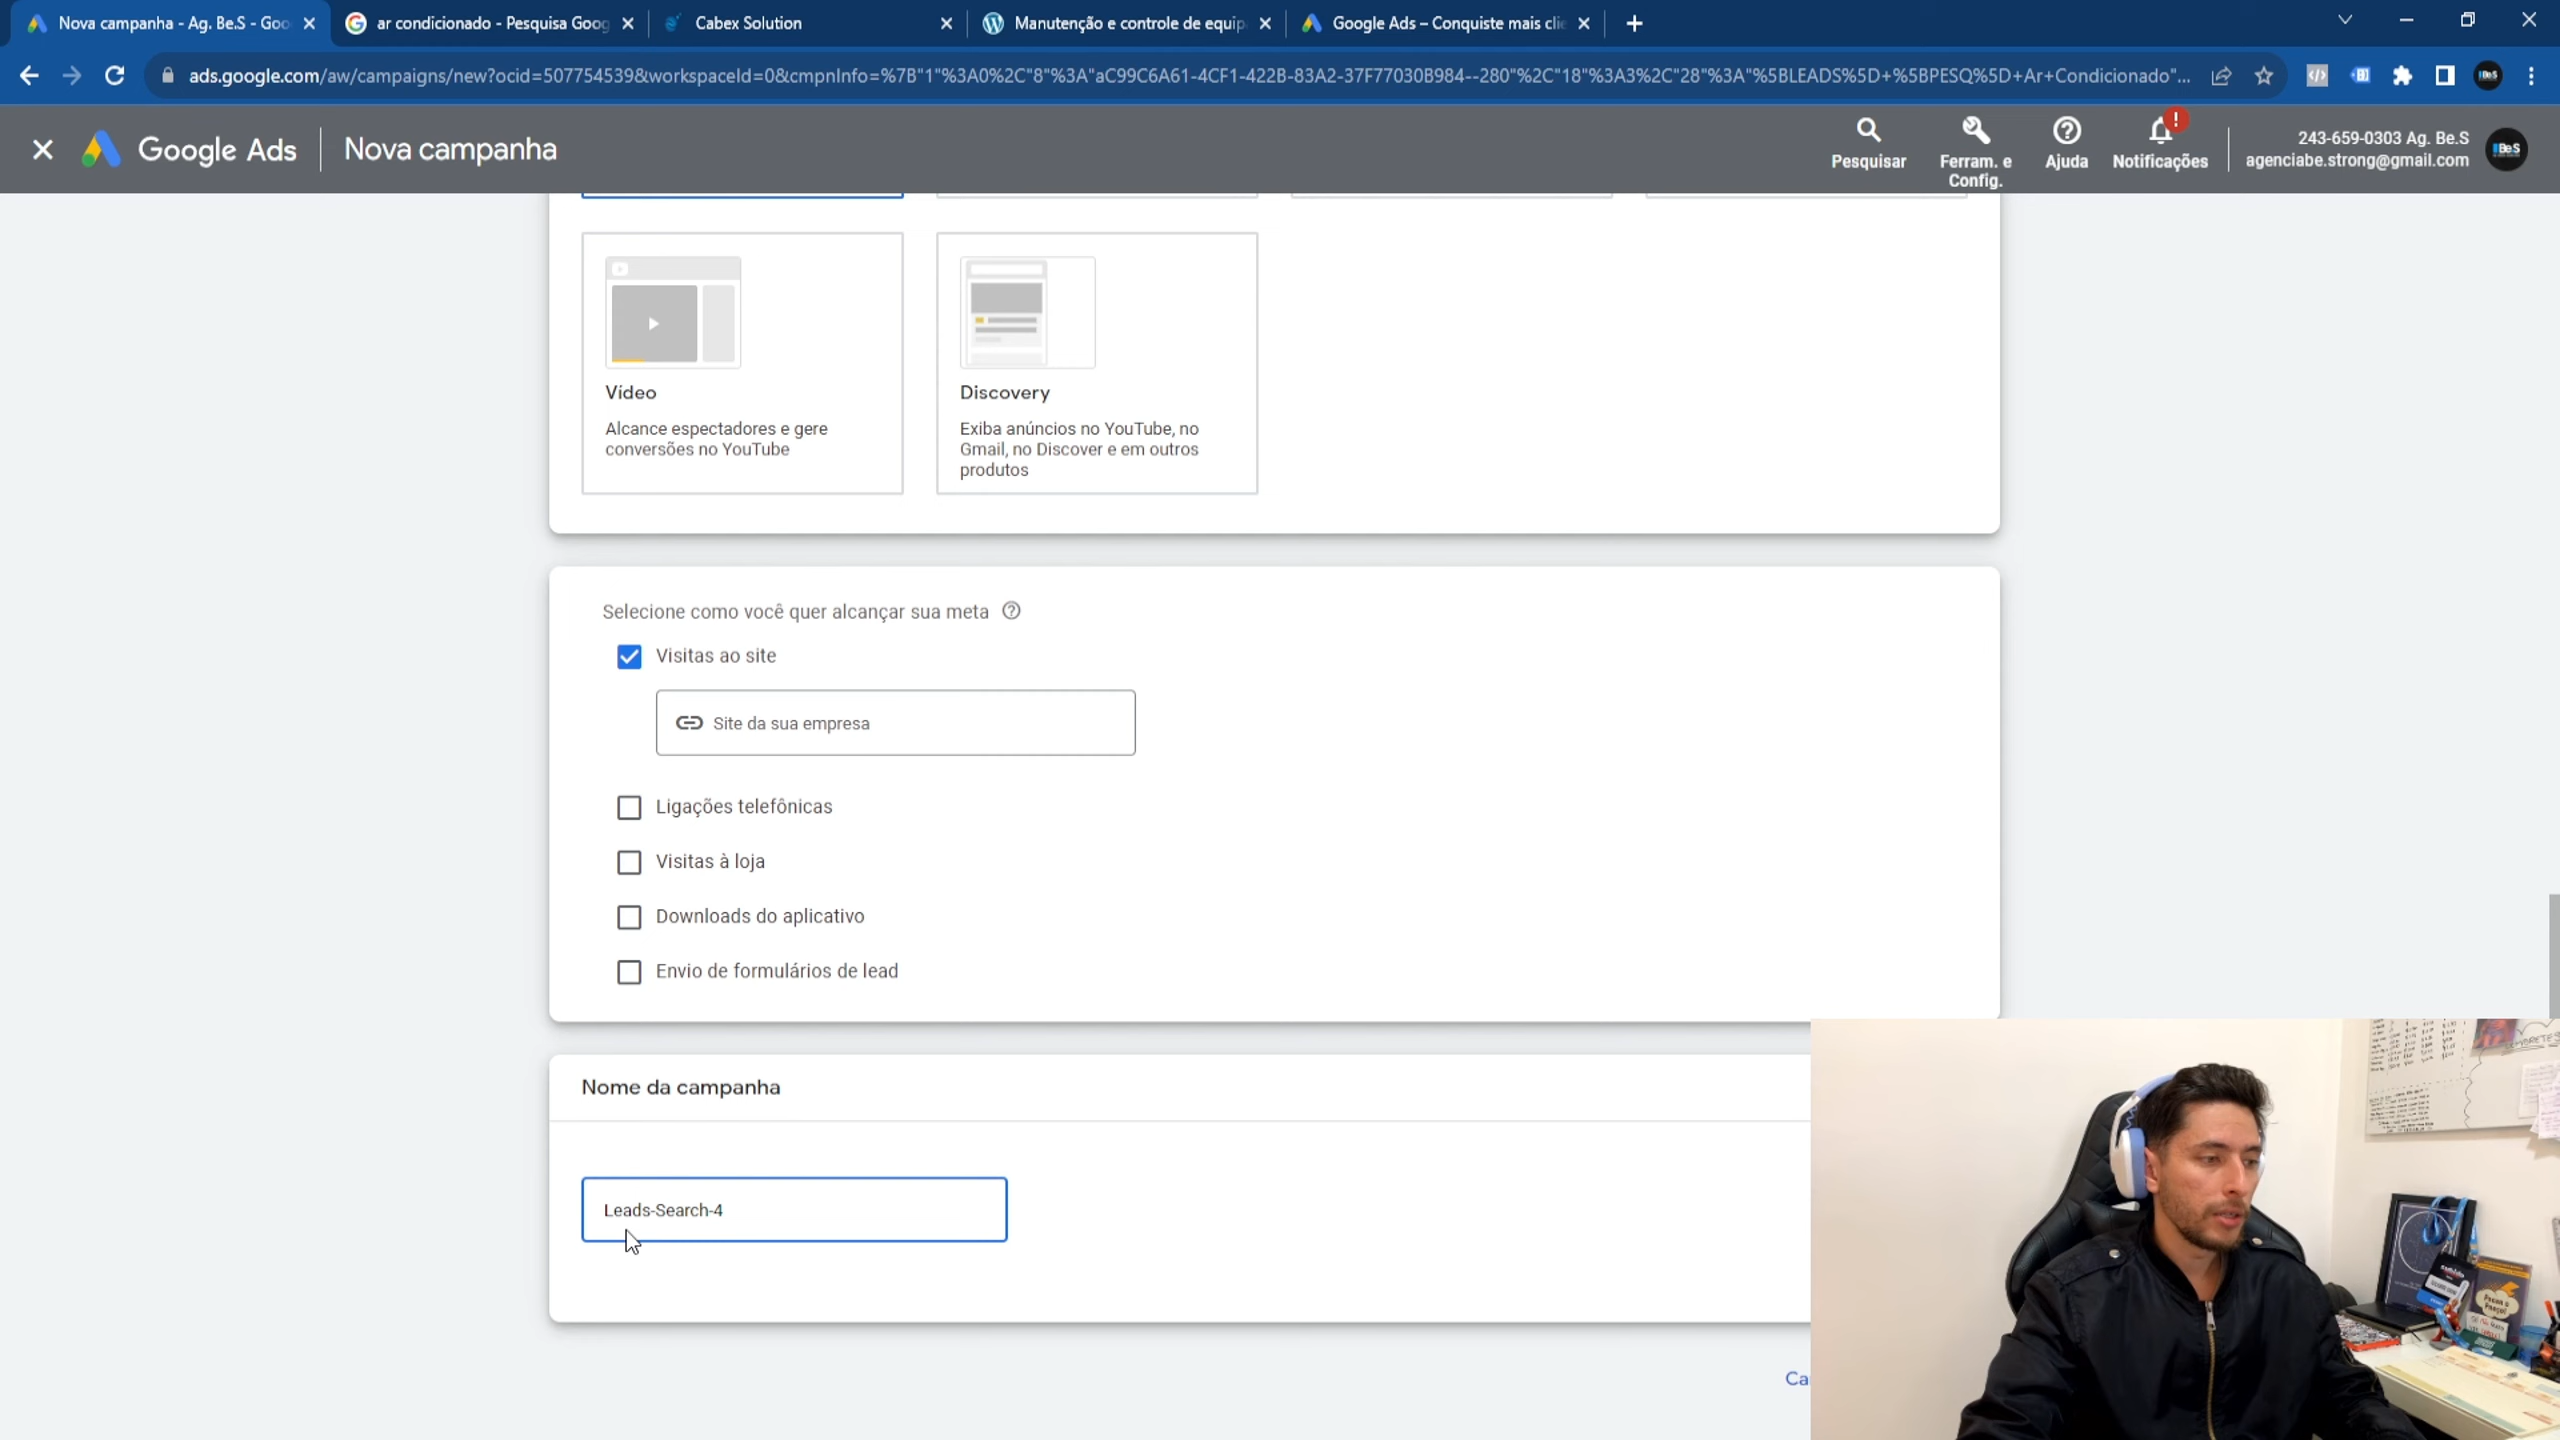 Nova campanha - Ag. Be.S - Goo
ar condicionado - Pesquisa Goog
Cabex Solution
Manutenção e controle de equip
Google Ads – Conquiste mais clie
ads.google.com/aw/campaigns/new?ocid=507754539&workspaceId=0&cmpnInfo=%7B"1"%3A0%2C"8"%3A"aC99C6A61-4CF1-422B-83A2-37F77030B984--280"%2C"18"%3A3%2C"28"%3A"%5BLEADS%5D+%5BPESQ%5D+Ar+Condicionado"...
Google Ads
Nova campanha
Pesquisar
Ferram. e
Config.
Ajuda
Notificações
243-659-0303 Ag. Be.S
agenciabe.strong@gmail.com
Be.S
Vídeo
Alcance espectadores e gere
conversões no YouTube
Discovery
Exiba anúncios no YouTube, no
Gmail, no Discover e em outros
produtos
Selecione como você quer alcançar sua meta
Visitas ao site
Site da sua empresa
Ligações telefônicas
Visitas à loja
Downloads do aplicativo
Envio de formulários de lead
Nome da campanha
Leads-Search-4
Ca